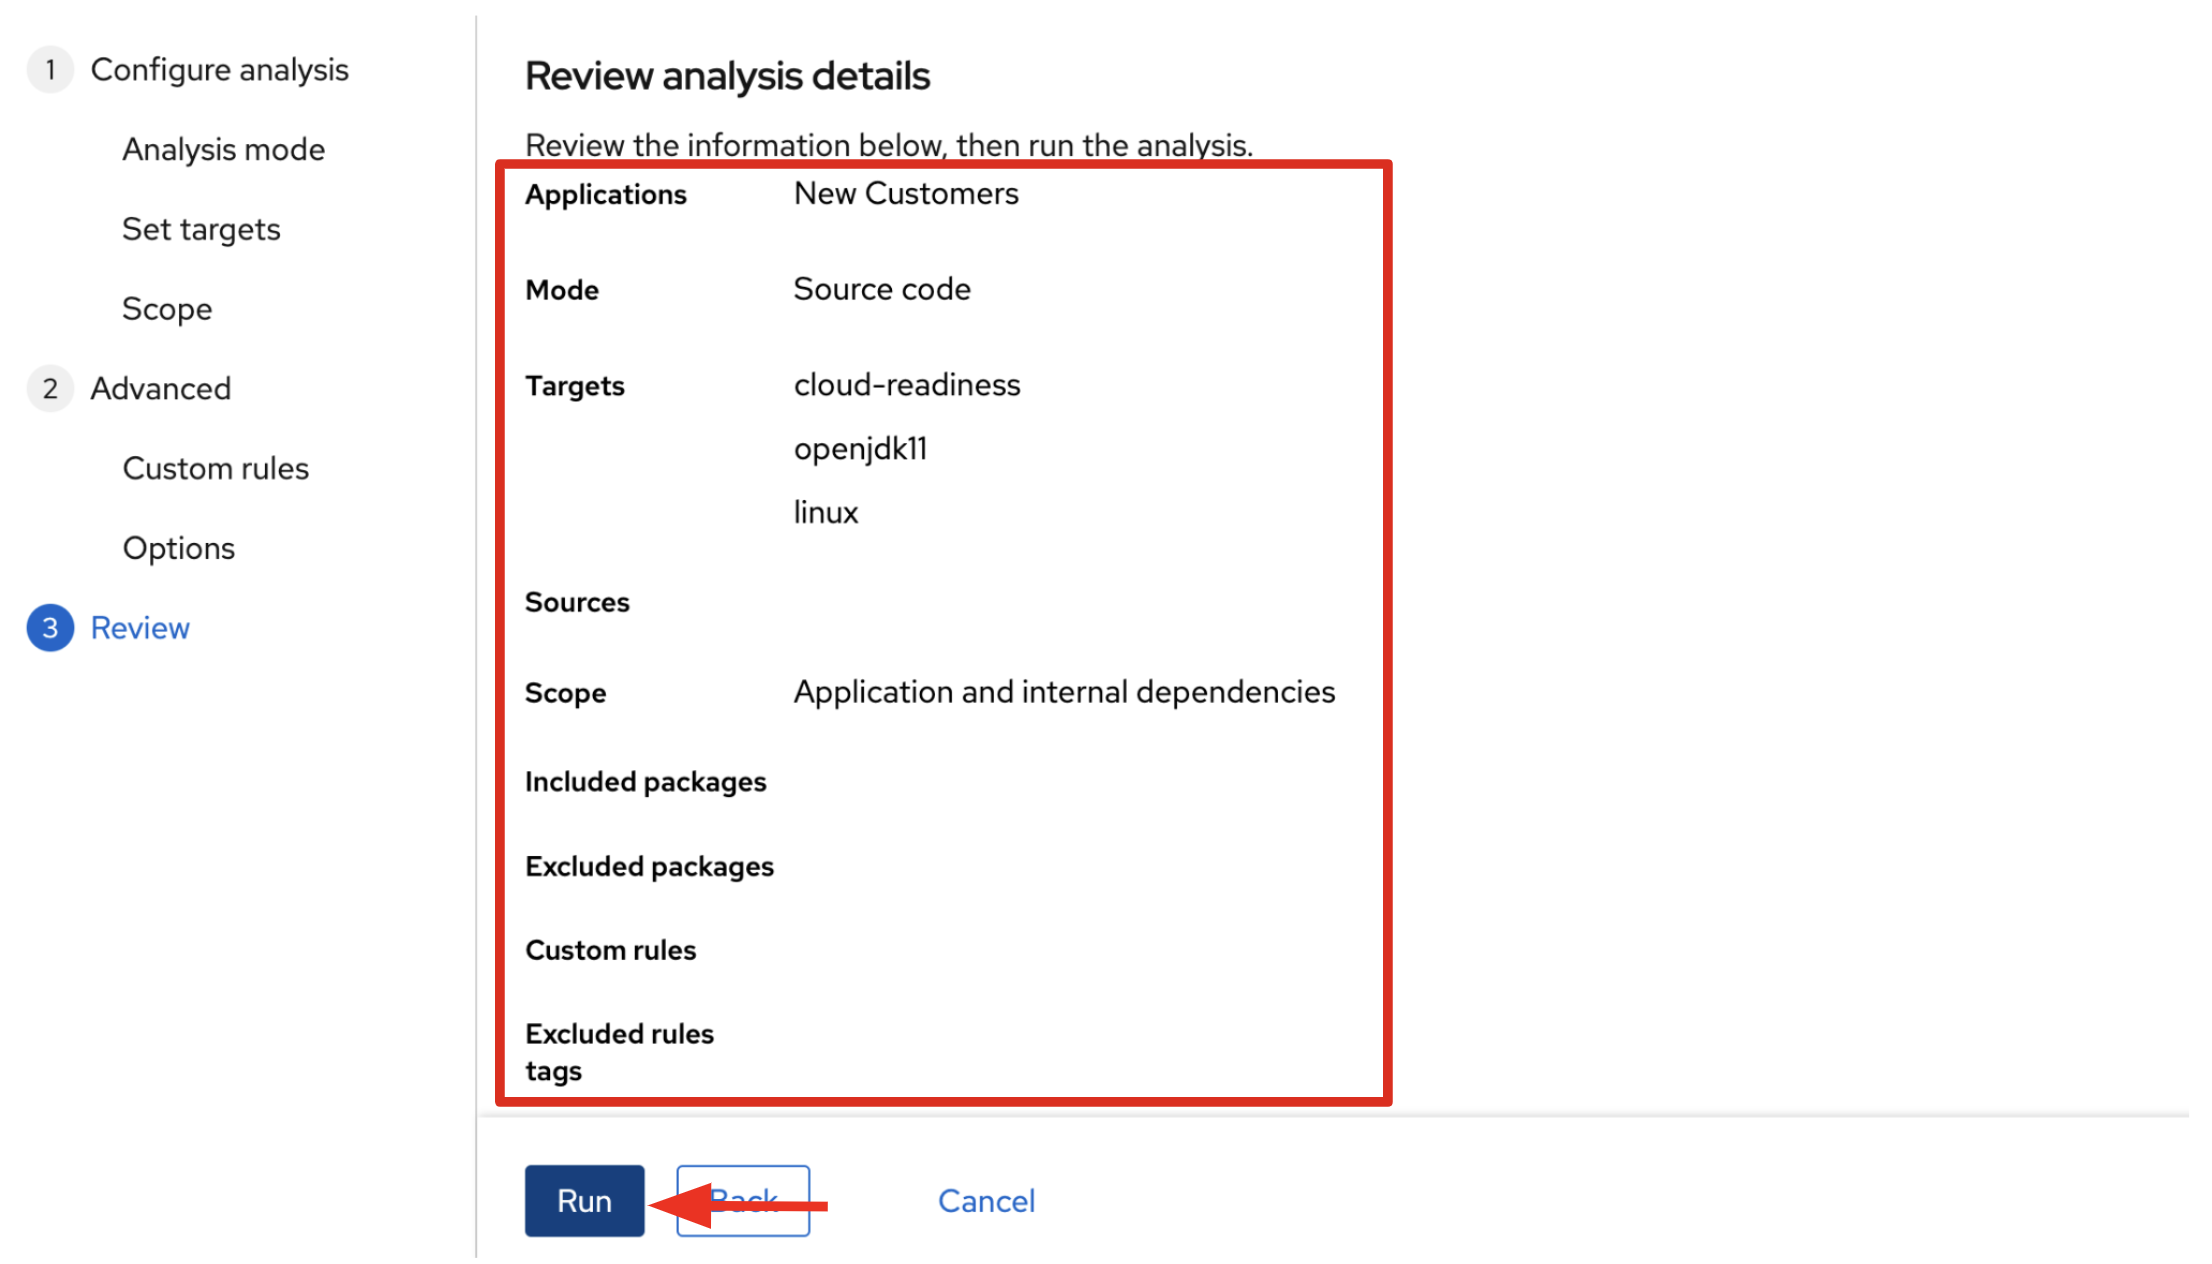 1 Configure analysis
Analysis mode
Set targets
Scope
2 Advanced
Custom rules
Options
3 Review
Review analysis details
Review the information below, then run the analysis.
Applications New Customers
Mode Source code
Targets cloud-readiness
openjdk11
linux
Sources
Scope Application and internal dependencies
Included packages
Excluded packages
Custom rules
Excluded rules
tags
Run Back Cancel